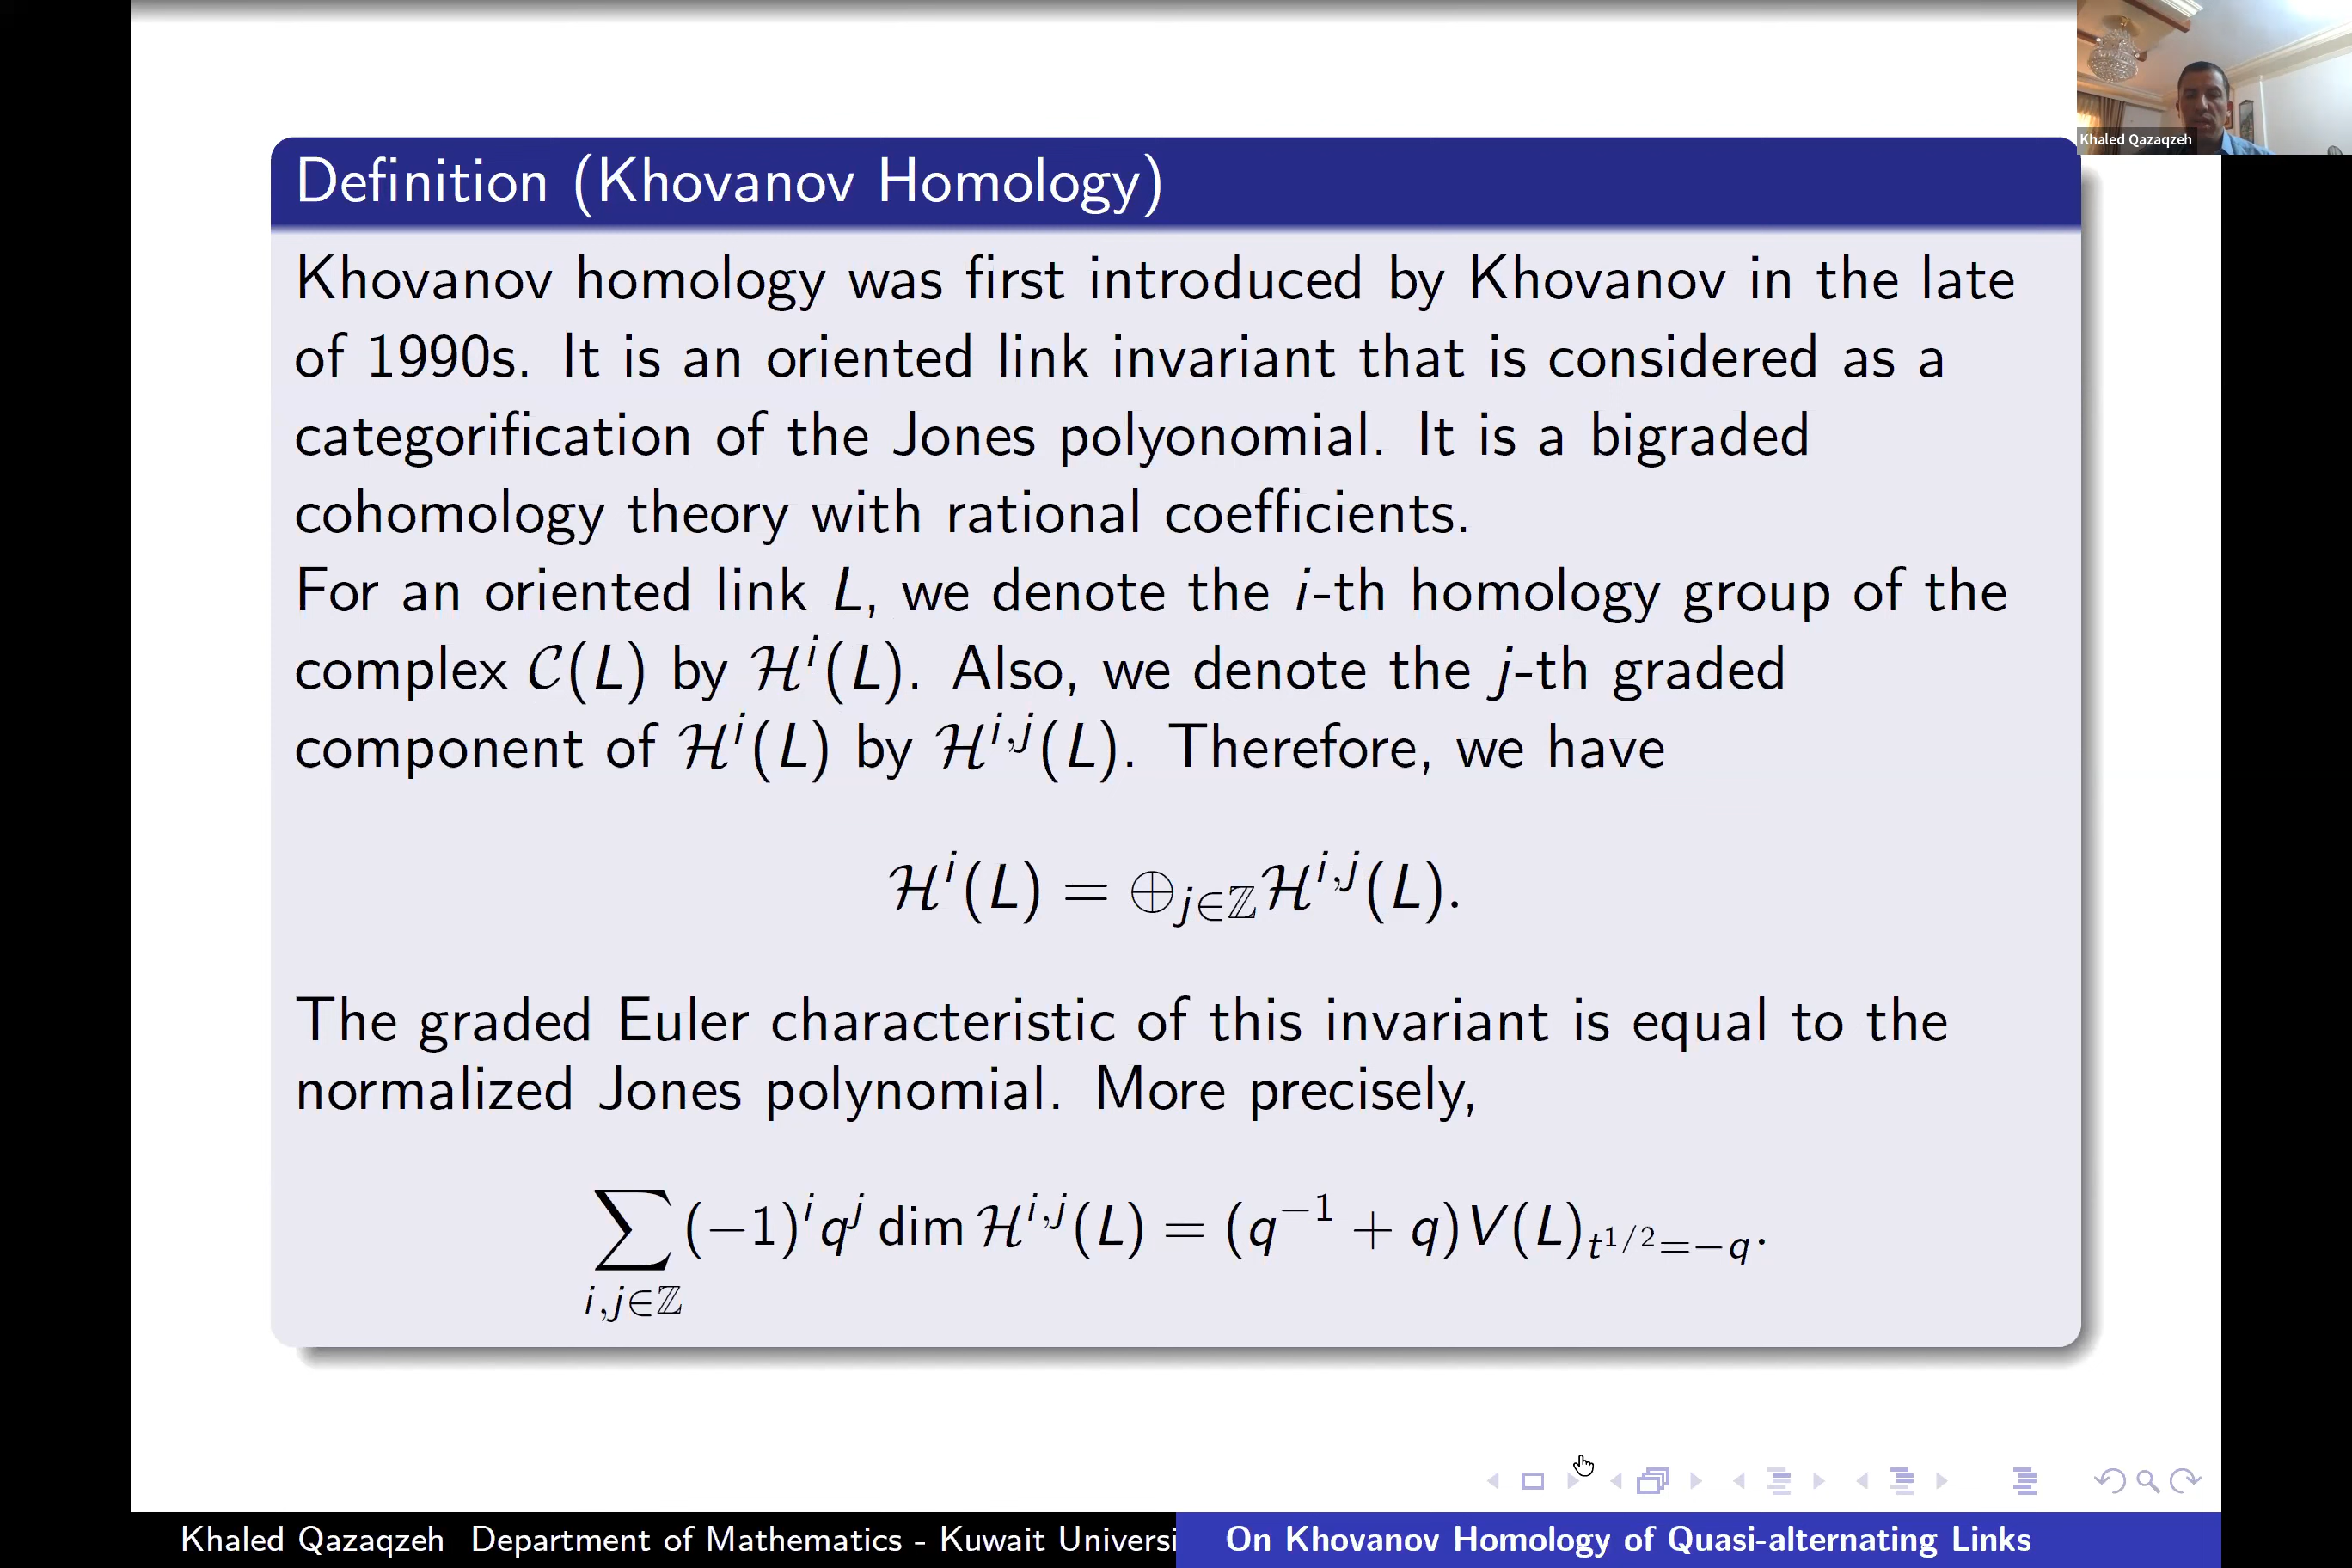 Khaled Qazaqzeh
Definition (Khovanov Homology)
Khovanov homology was first introduced by Khovanov in the late
of 1990s. It is an oriented link invariant that is considered as a
categorification of the Jones polyonomial. It is a bigraded
cohomology theory with rational coefficients.
For an oriented link L, we denote the i-th homology group of the
complex 𝒞(L) by ℋ^i(L). Also, we denote the j-th graded
component of ℋ^i(L) by ℋ^{i,j}(L). Therefore, we have
ℋ^i(L) = ⊕_{j∈ℤ}ℋ^{i,j}(L).
The graded Euler characteristic of this invariant is equal to the
normalized Jones polynomial. More precisely,
∑_{i,j∈ℤ} (−1)^i q^j dim ℋ^{i,j}(L) = (q^{−1} + q)V(L)_{t^{1/2}=−q}.
Khaled Qazaqzeh Department of Mathematics - Kuwait Universi
On Khovanov Homology of Quasi-alternating Links